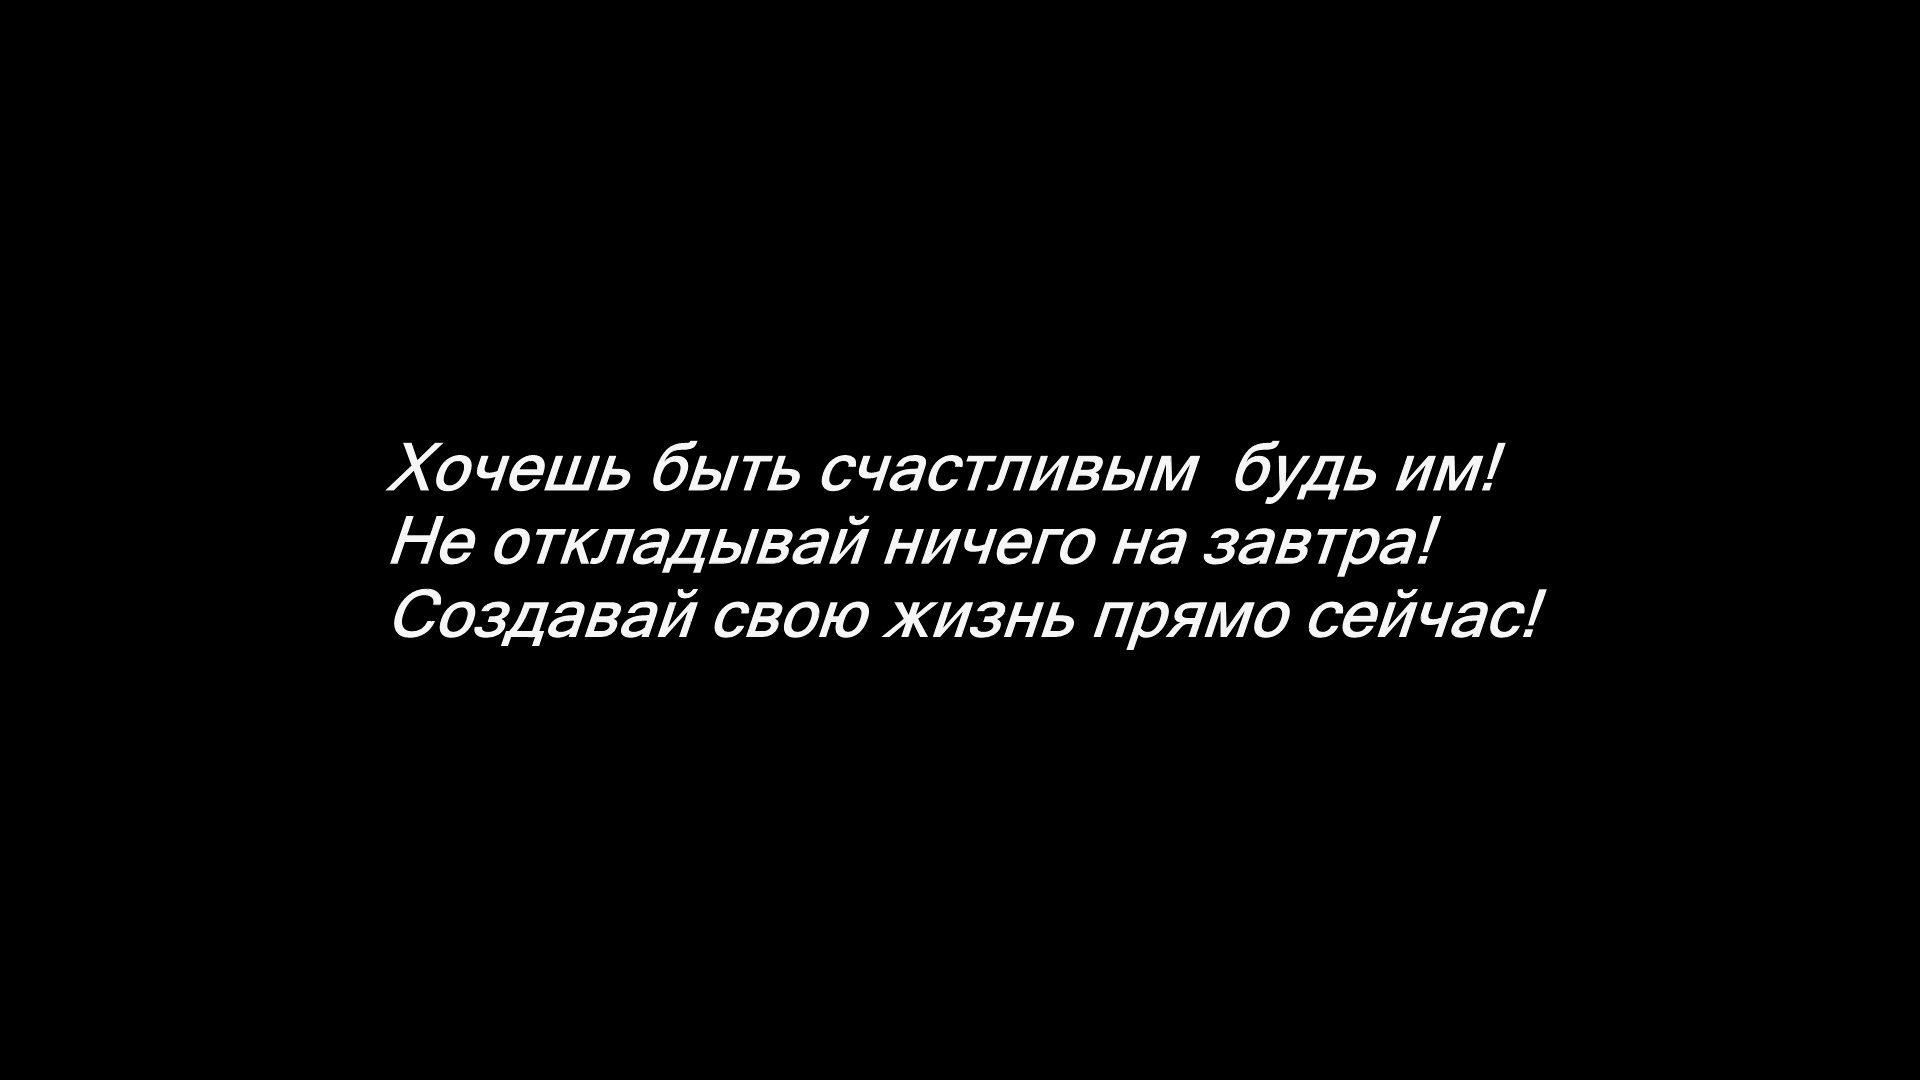 Хочешь быть счастливым  будь им!
Не откладывай ничего на завтра!
Создавай свою жизнь прямо сейчас!